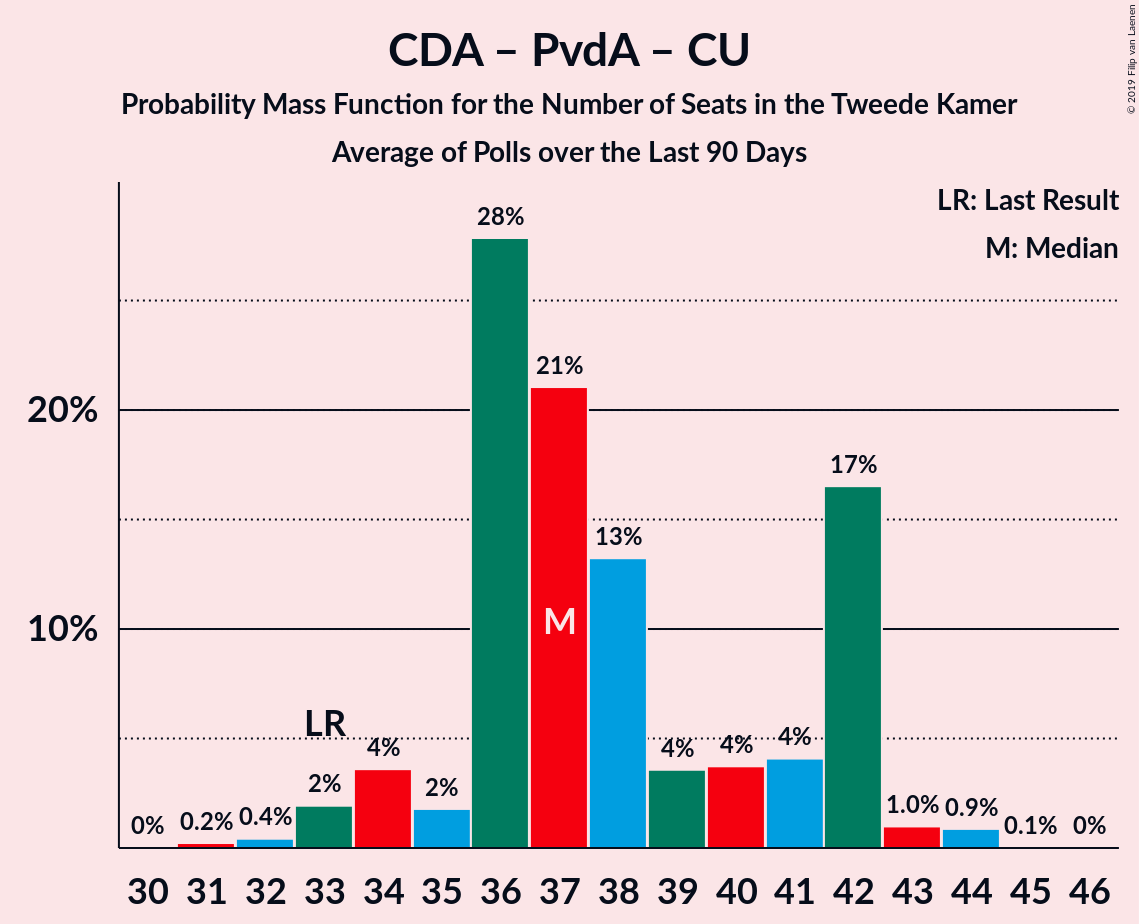 CDA – PvdA – CU
Probability Mass Function for the Number of Seats in the Tweede Kamer
Average of Polls over the Last 90 Days
© 2019 Filip van Laenen
LR: Last Result
M: Median
20%
10%
0%
0.2%
0.4%
2%
LR
4%
2%
28%
21%
M
13%
4%
4%
4%
17%
1.0%
0.9%
0.1%
0%
30 31 32 33 34 35 36 37 38 39 40 41 42 43 44 45 46